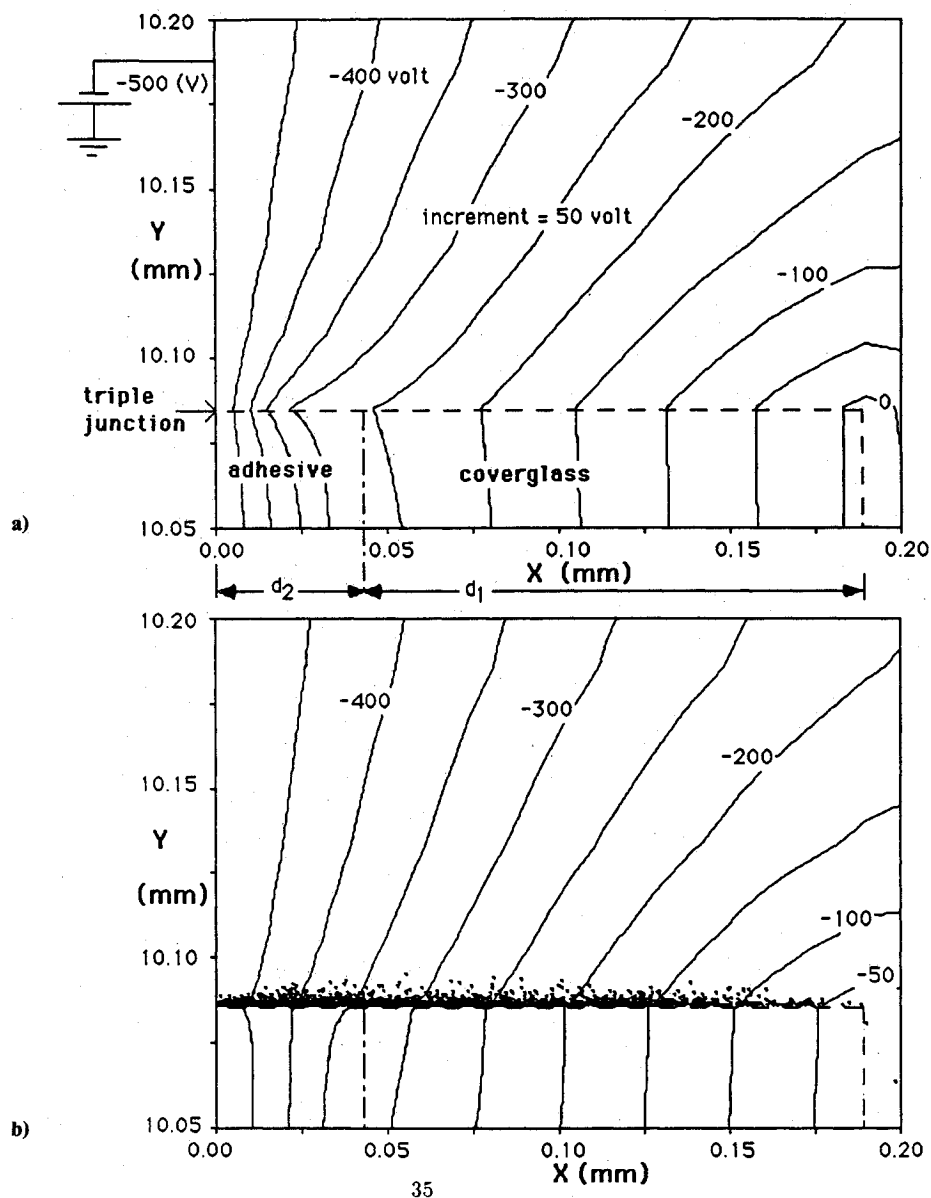 10.20
-500 (V)
-400 volt
-300
-200
10.15
Y
(mm)
increment = 50 volt
-100
10.10
triple
junction
0
adhesive
coverglass
a)
10.05
0.00
0.05
0.10
0.15
0.20
X (mm)
d2
d1
10.20
-400
-300
-200
10.15
Y
(mm)
-100
10.10
-50
b)
10.05
0.00
0.05
0.10
0.15
0.20
X (mm)
35